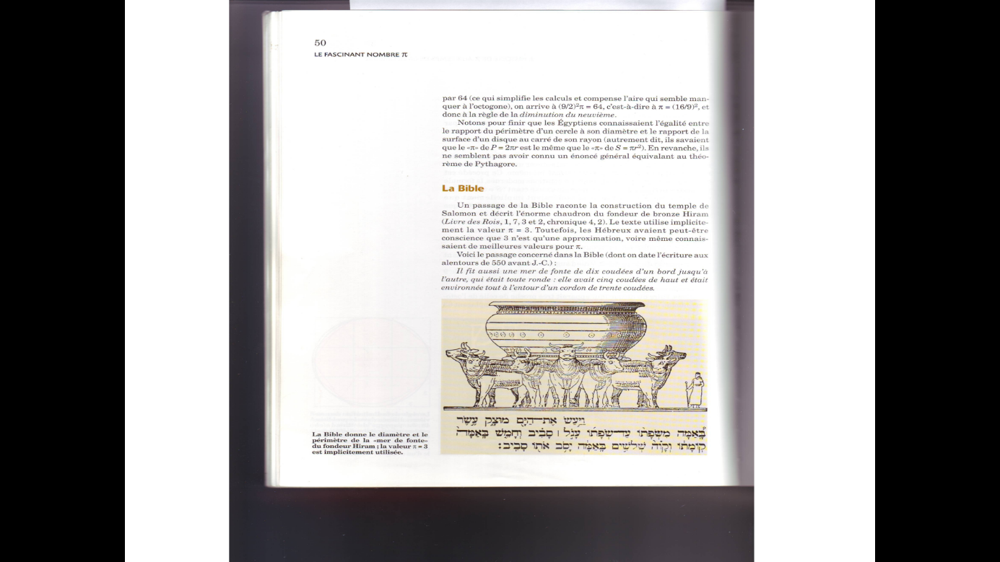 50
LE FASCINANT NOMBRE π
par 64 (ce qui simplifie les calculs et compense l'aire qui semble man-
quer à l'octogone), on arrive à (9/2)²π = 64, c'est-à-dire à π = (16/9)², et
donc à la règle de la diminution du neuvième.
Notons pour finir que les Égyptiens connaissaient l'égalité entre
le rapport du périmètre d'un cercle à son diamètre et le rapport de la
surface d'un disque au carré de son rayon (autrement dit, ils savaient
que le «π» de P = 2πr est le même que le «π» de S = πr²). En revanche, ils
ne semblent pas avoir connu un énoncé général équivalant au théo-
rème de Pythagore.
La Bible
Un passage de la Bible raconte la construction du temple de
Salomon et décrit l'énorme chaudron du fondeur de bronze Hiram
(Livre des Rois, 1, 7, 3 et 2, chronique 4, 2). Le texte utilise implicite-
ment la valeur π = 3. Toutefois, les Hébreux avaient peut-être
conscience que 3 n'est qu'une approximation, voire même connais-
saient de meilleures valeurs pour π.
Voici le passage concerné dans la Bible (dont on date l'écriture aux
alentours de 550 avant J.-C.) :
Il fit aussi une mer de fonte de dix coudées d'un bord jusqu'à
l'autre, qui était toute ronde : elle avait cinq coudées de haut et était
environnée tout à l'entour d'un cordon de trente coudées.
וַיַּעַשׂ אֶת־הַיָּם מוּצָק עֶשֶׂר
בָּאַמָּה מִשְּׂפָתוֹ עַד־שְׂפָתוֹ עָגֹל ׀ סָבִיב וְחָמֵשׁ בָּאַמָּה
קוֹמָתוֹ וְקָוֹה שְׁלֹשִׁים בָּאַמָּה יָסֹב אֹתוֹ סָבִיב׃
La Bible donne le diamètre et le
périmètre de la «mer de fonte»
du fondeur Hiram ; la valeur π = 3
est implicitement utilisée.